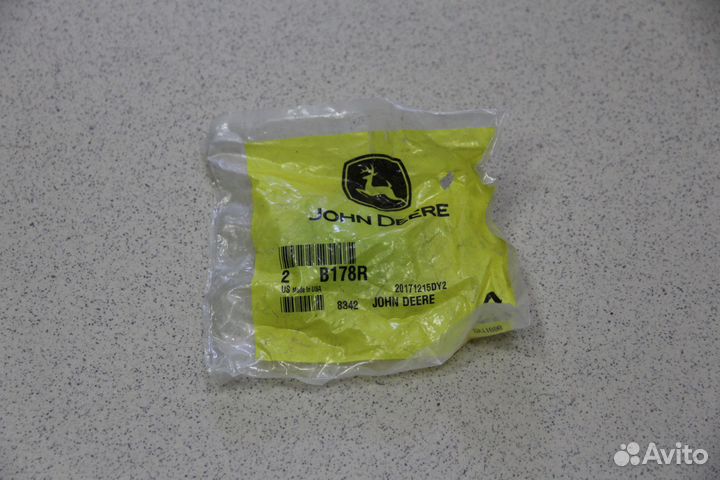 JOHN DEERE
2 B178R
US Made in USA 20171215DY2
8342 JOHN DEERE
Avito